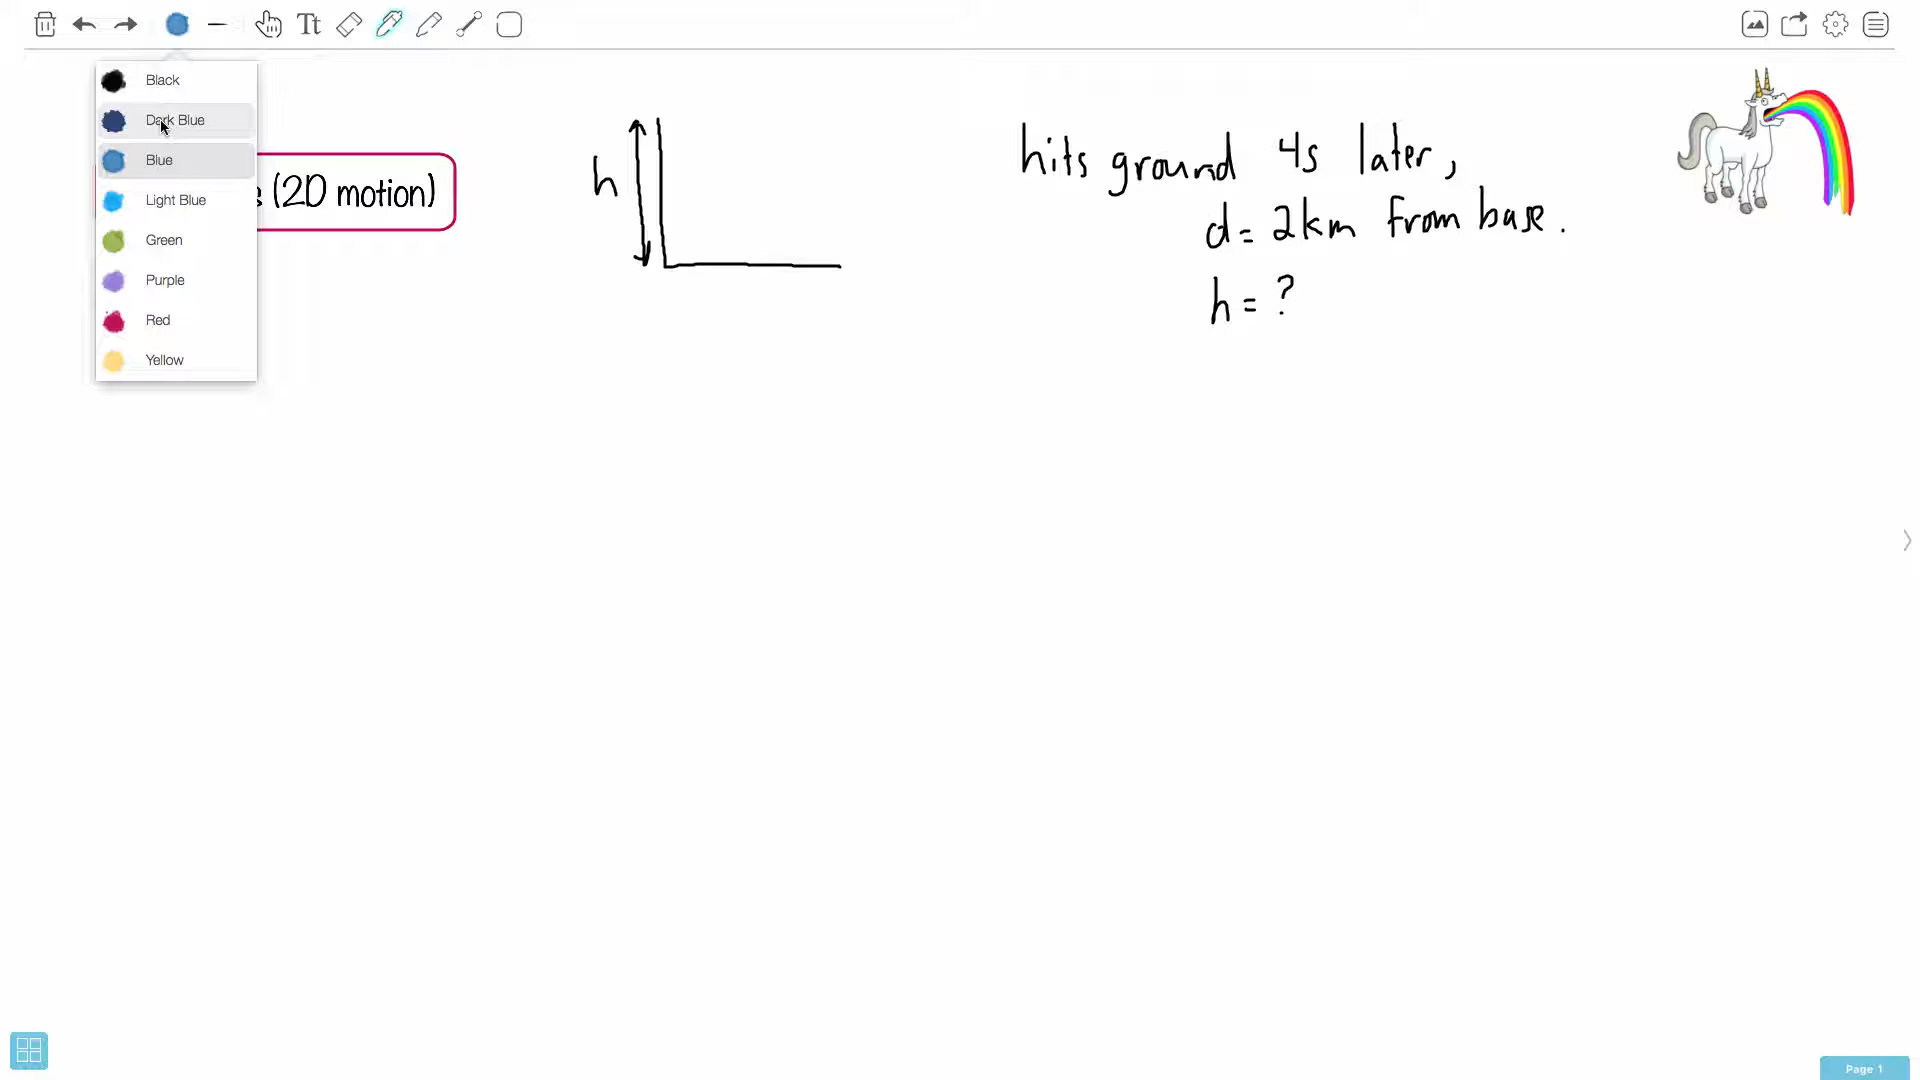 Tt
Black
Dark Blue
Blue
Light Blue
Green
Purple
Red
Yellow
(2D motion)
h
hits ground 4s later,
d = 2km from base.
h = ?
Page 1